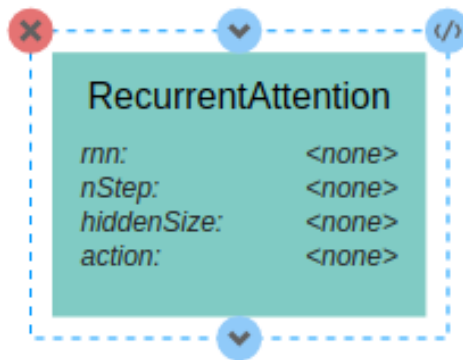 RecurrentAttention
rnn: <none>
nStep: <none>
hiddenSize: <none>
action: <none>